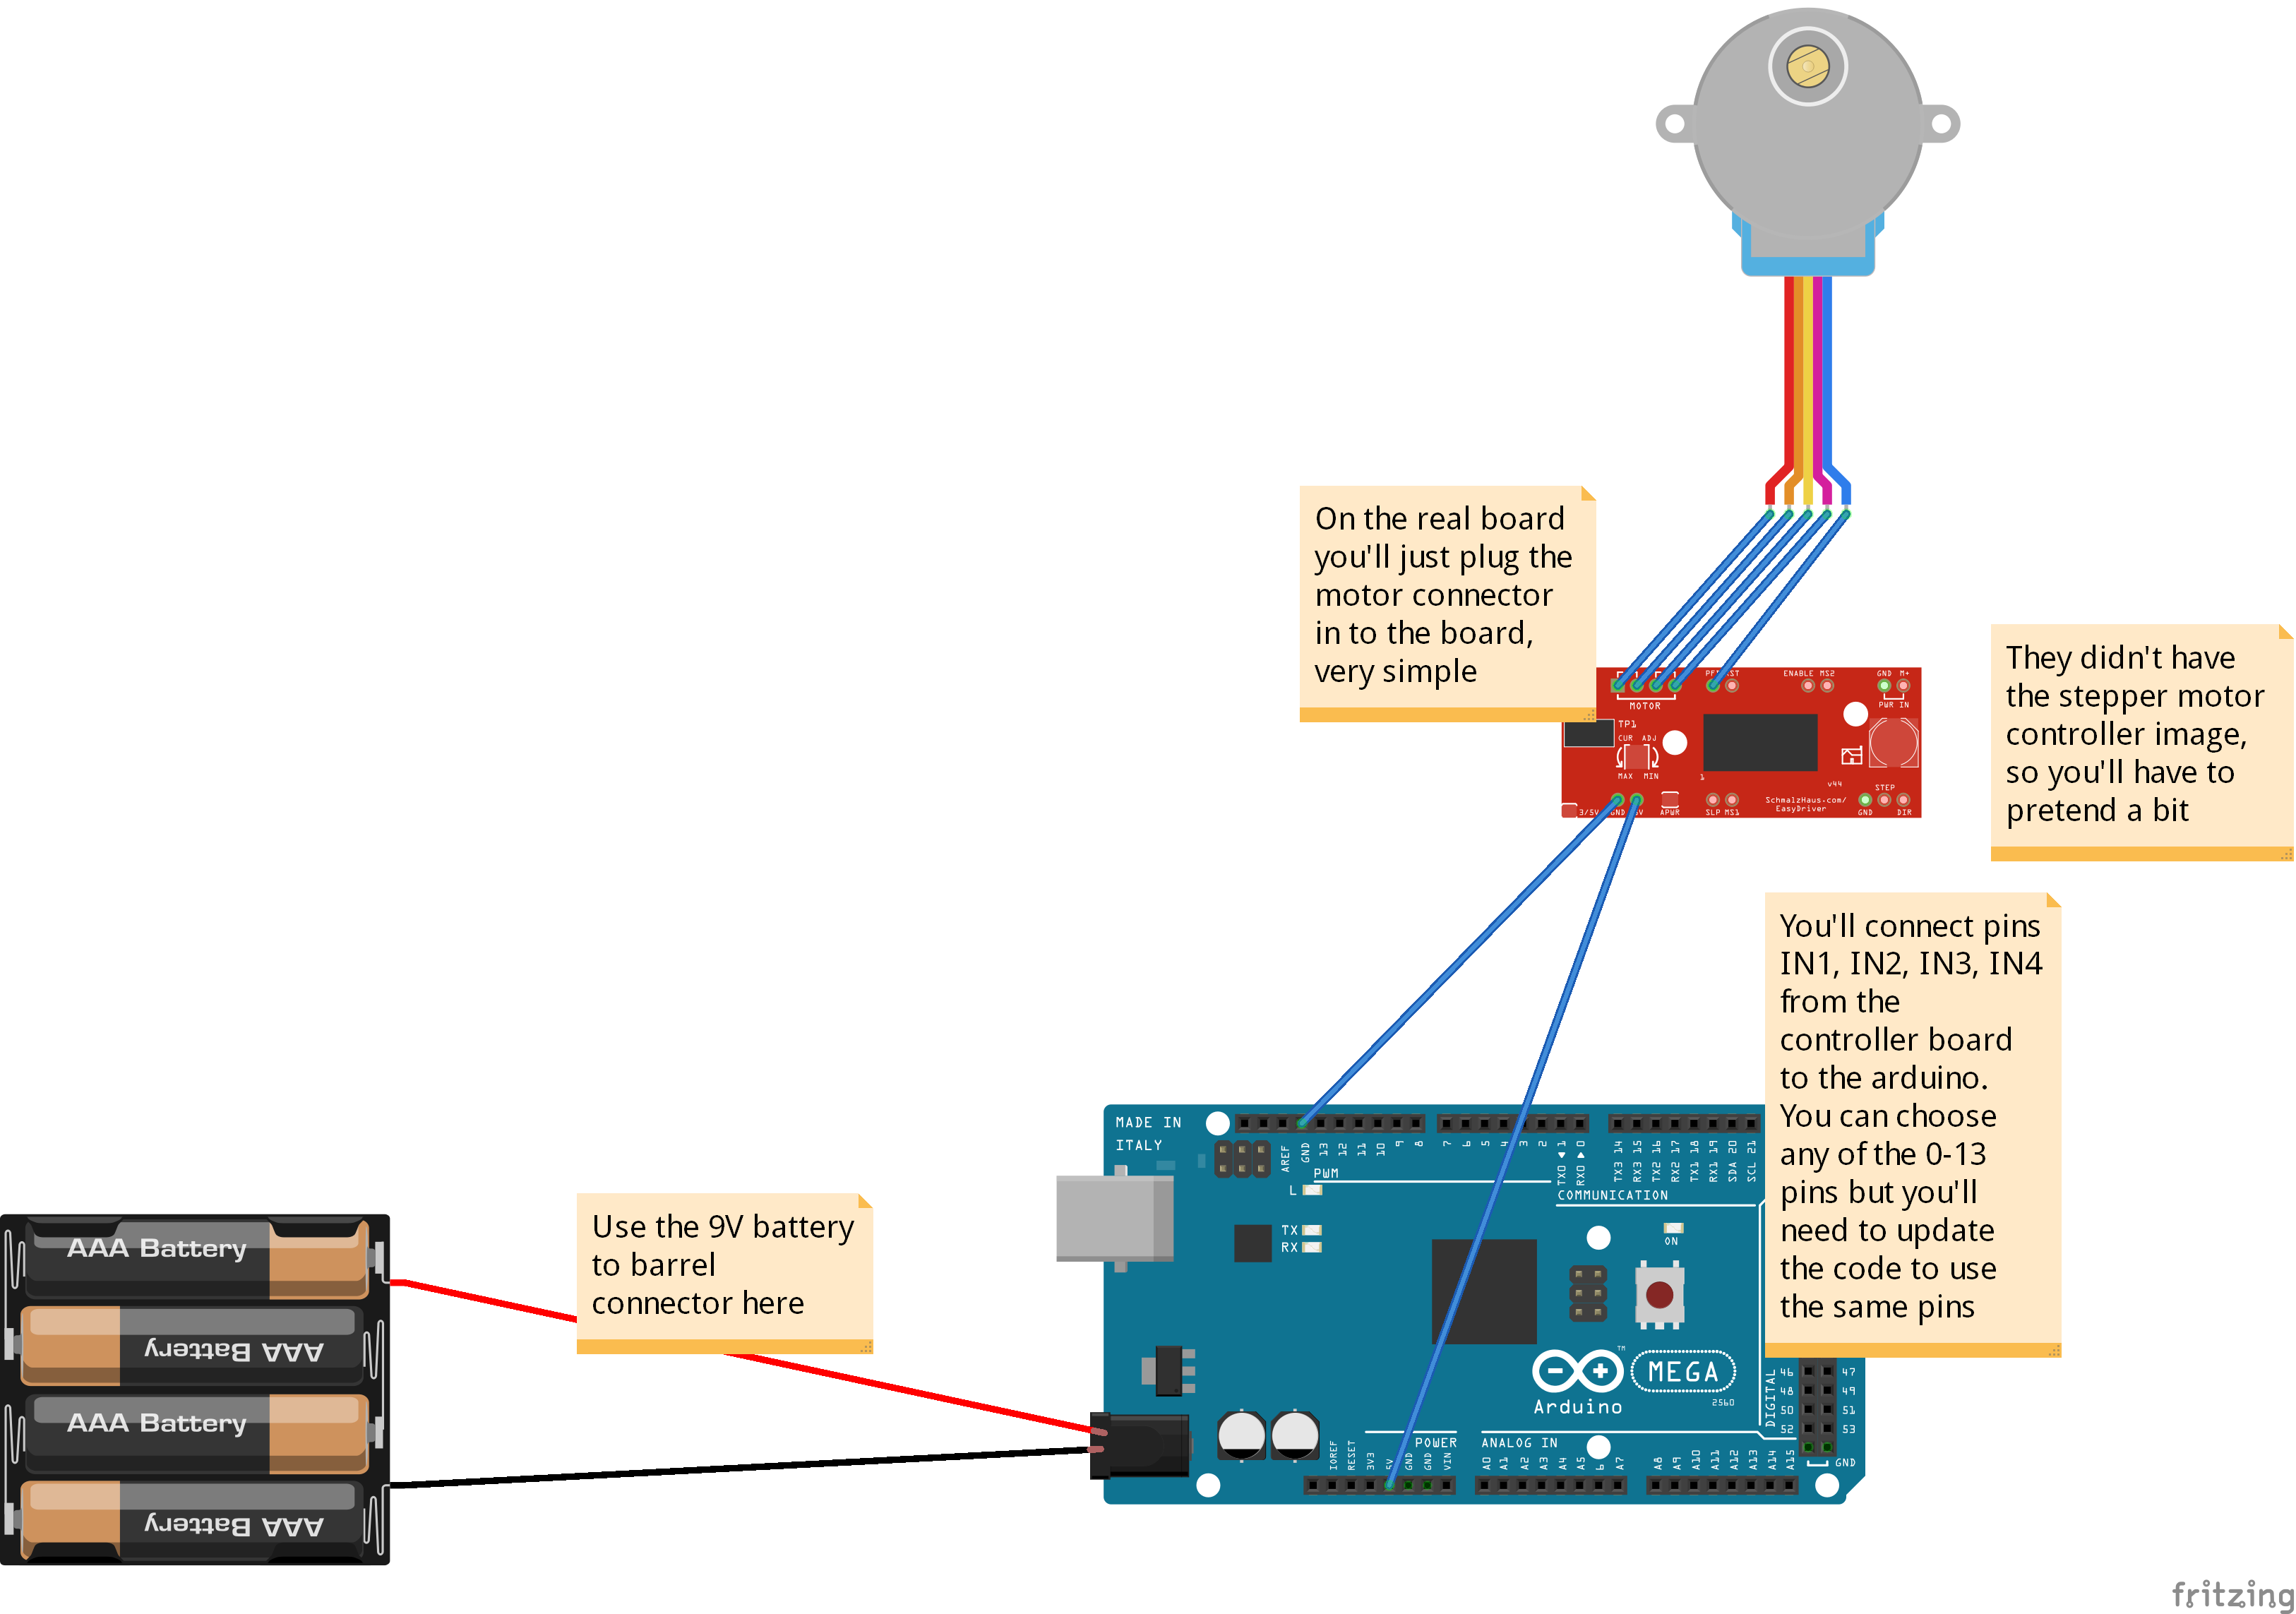 On the real board
you'll just plug the
motor connector
in to the board,
very simple
They didn't have
the stepper motor
controller image,
so you'll have to
pretend a bit
ENABLE MS2
GND M+
PWR IN
MOTOR
TP1
CUR ADJ
MAX MIN
1
v44
STEP
SchmalzHaus.com/
EasyDriver
3/5V
APWR
SLP MS1
GND
DIR
You'll connect pins
IN1, IN2, IN3, IN4
from the
controller board
to the arduino.
You can choose
any of the 0-13
pins but you'll
need to update
the code to use
the same pins
Use the 9V battery
to barrel
connector here
AAA Battery
AAA Battery
AAA Battery
AAA Battery
MADE IN
ITALY
AREF
GND
13
12
11
10
9
8
7
6
5
4
3
2
TX0 1
RX0 0
TX3 14
RX3 15
TX2 16
RX2 17
TX1 18
RX1 19
SDA 20
SCL 21
PWM
COMMUNICATION
L
TX
RX
ON
TM
MEGA
2560
Arduino
DIGITAL
46 47
48 49
50 51
52 53
GND
POWER
ANALOG IN
IOREF
RESET
3V3
5V
GND
GND
VIN
A0
A1
A2
A3
A4
A5
6
A7
A8
A9
A10
A11
A12
A13
A14
A15
fritzing